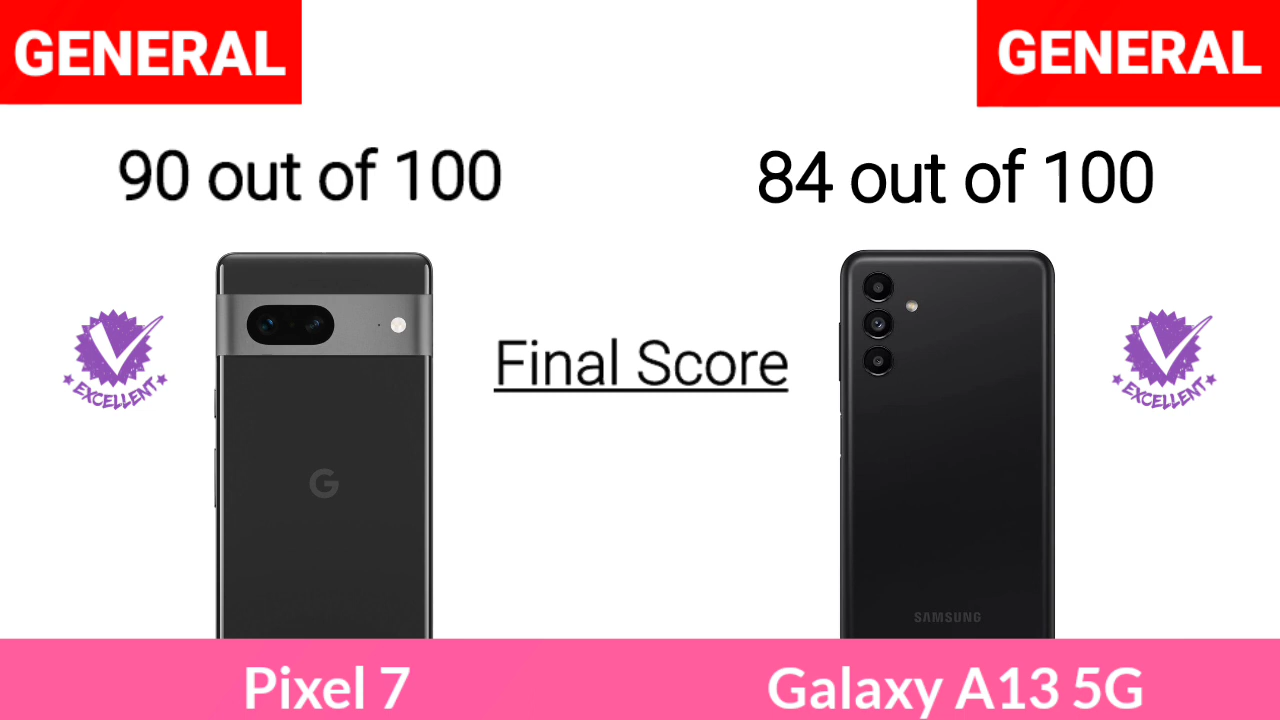 GENERAL
GENERAL
90 out of 100
84 out of 100
EXCELLENT
Final Score
EXCELLENT
G
SAMSUNG
Pixel 7
Galaxy A13 5G